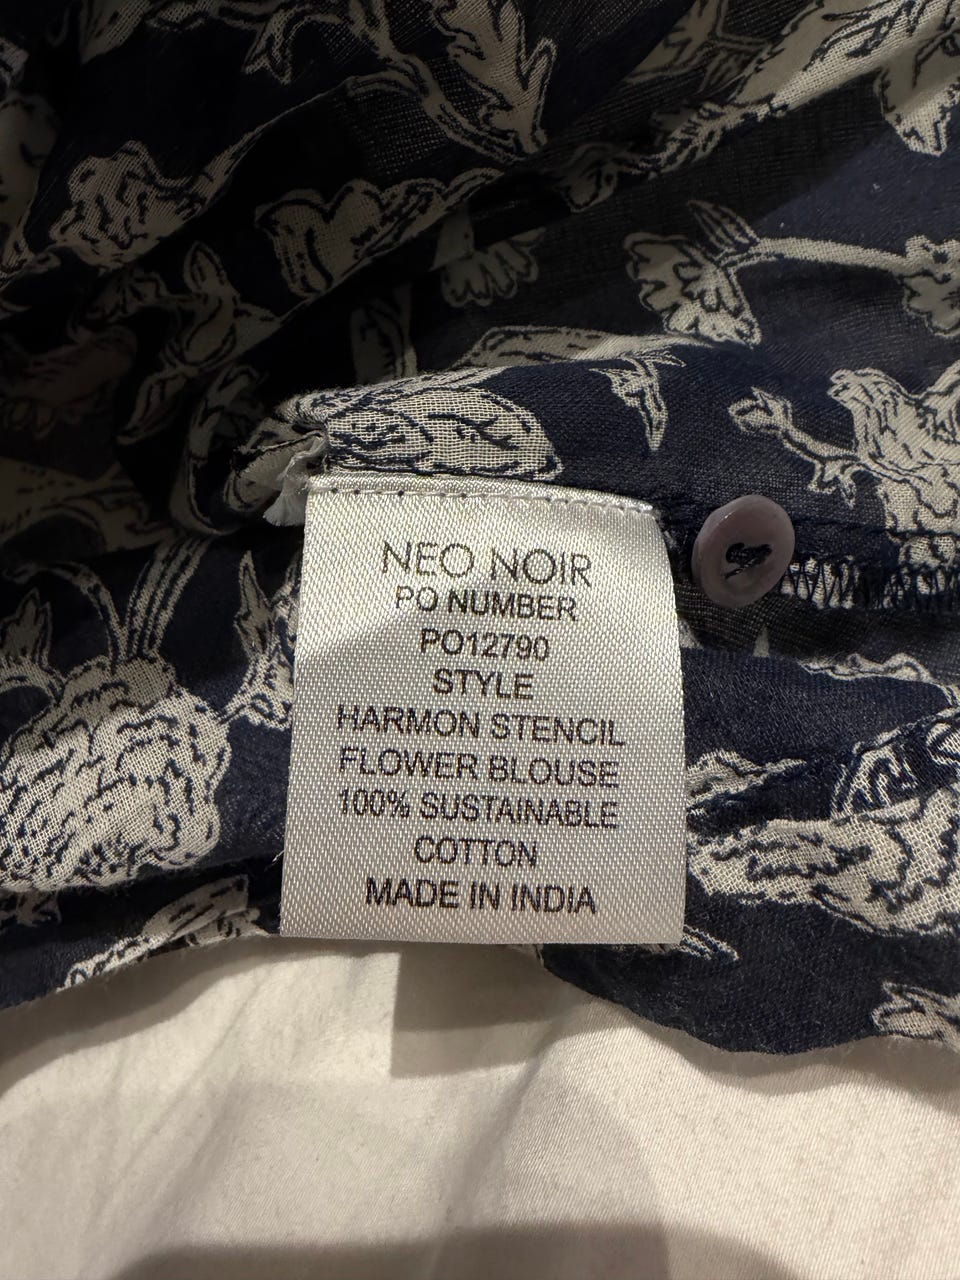 NEO NOIR
PO NUMBER
PO12790
STYLE
HARMON STENCIL
FLOWER BLOUSE
100% SUSTAINABLE
COTTON
MADE IN INDIA